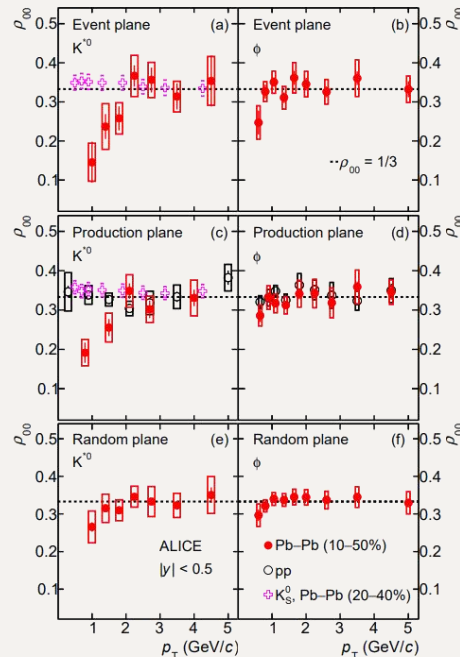 ρ₀₀ Event plane (a) Event plane (b) ρ₀₀
0.5 K*⁰ ϕ 0.5
0.4 0.4
0.3 0.3
0.2 0.2
0.1 ρ₀₀ = 1/3 0.1
ρ₀₀ Production plane (c) Production plane (d) ρ₀₀
0.5 K*⁰ ϕ 0.5
0.4 0.4
0.3 0.3
0.2 0.2
0.1 0.1
ρ₀₀ Random plane (e) Random plane (f) ρ₀₀
0.5 K*⁰ ϕ 0.5
0.4 0.4
0.3 0.3
ALICE Pb–Pb (10–50%)
0.2 |y| < 0.5 pp 0.2
0.1 K⁰S, Pb–Pb (20–40%) 0.1
1 2 3 4 5 1 2 3 4 5
pT (GeV/c) pT (GeV/c)